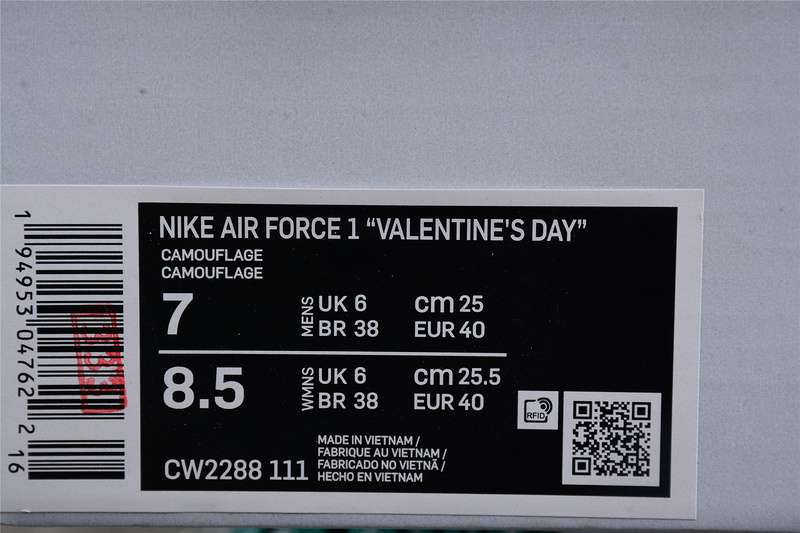 1 94953 04762 2 16
NIKE AIR FORCE 1 “VALENTINE'S DAY”
CAMOUFLAGE
CAMOUFLAGE
7
MENS
UK 6
cm 25
BR 38
EUR 40
8.5
WMNS
UK 6
cm 25.5
BR 38
EUR 40
RFID
MADE IN VIETNAM /
FABRIQUE AU VIETNAM /
FABRICADO NO VIETNÃ /
HECHO EN VIETNAM
CW2288 111